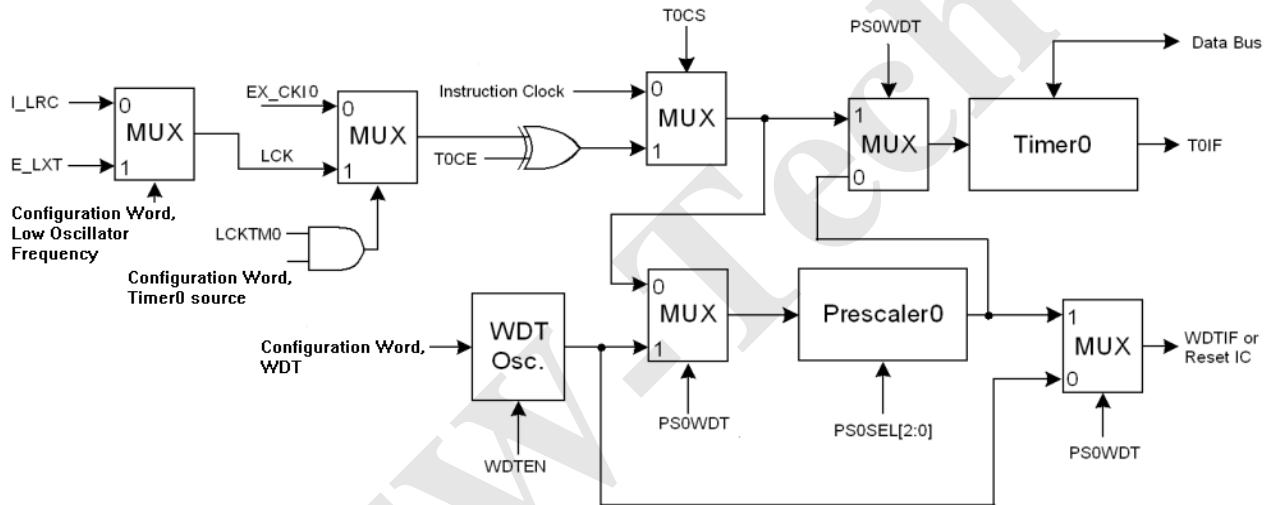 T0CS
PS0WDT
Data Bus
I_LRC
0
MUX
E_LXT
1
EX_CKI0
0
MUX
LCK
1
T0CE
Instruction Clock
0
MUX
1
1
MUX
0
Timer0
T0IF
Configuration Word,
Low Oscillator
Frequency
LCKTM0
Configuration Word,
Timer0 source
Configuration Word,
WDT
WDT
Osc.
WDTEN
0
MUX
1
PS0WDT
Prescaler0
PS0SEL[2:0]
1
MUX
0
WDTIF or
Reset IC
PS0WDT
W-Tech